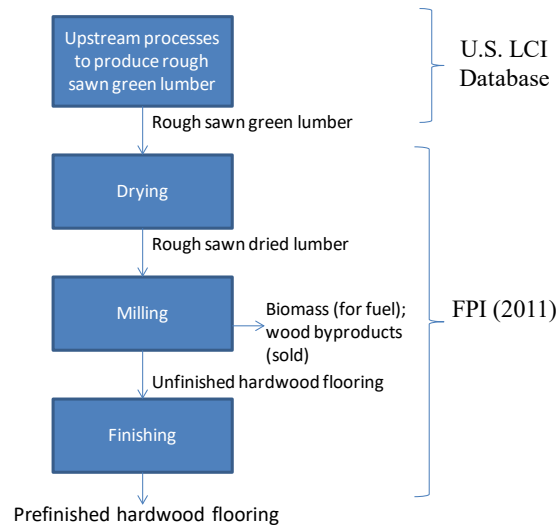 Upstream processes
to produce rough
sawn green lumber
U.S. LCI
Database
Rough sawn green lumber
Drying
Rough sawn dried lumber
Milling
Biomass (for fuel);
wood byproducts
(sold)
FPI (2011)
Unfinished hardwood flooring
Finishing
Prefinished hardwood flooring